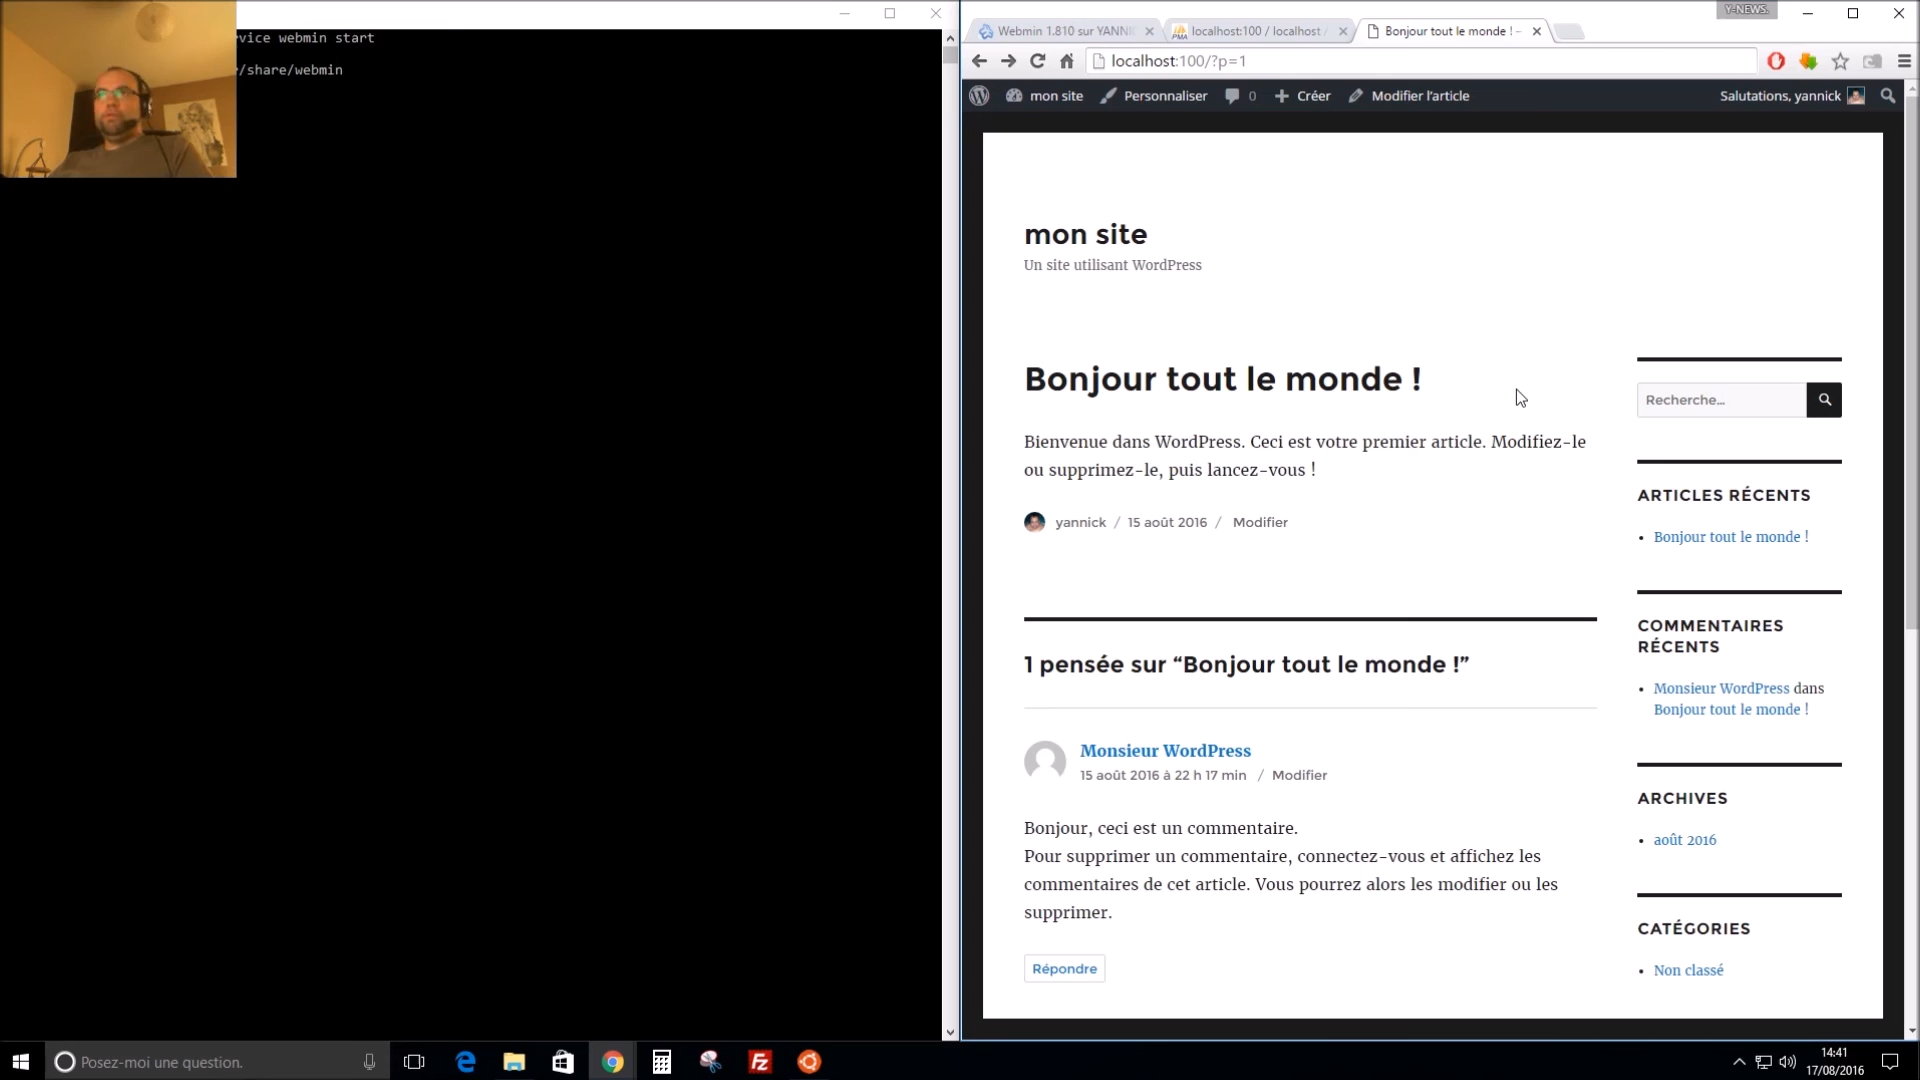 vice webmin start
/share/webmin
Y-NEWS.
Webmin 1.810 sur YANNI
localhost:100 / localhost /
Bonjour tout le monde ! –
localhost:100/?p=1
mon site
Personnaliser
0
Créer
Modifier l'article
Salutations, yannick
mon site
Un site utilisant WordPress
Bonjour tout le monde !
Bienvenue dans WordPress. Ceci est votre premier article. Modifiez-le
ou supprimez-le, puis lancez-vous !
yannick / 15 août 2016 / Modifier
1 pensée sur “Bonjour tout le monde !”
Monsieur WordPress
15 août 2016 à 22 h 17 min / Modifier
Bonjour, ceci est un commentaire.
Pour supprimer un commentaire, connectez-vous et affichez les
commentaires de cet article. Vous pourrez alors les modifier ou les
supprimer.
Répondre
Recherche…
ARTICLES RÉCENTS
Bonjour tout le monde !
COMMENTAIRES
RÉCENTS
Monsieur WordPress dans
Bonjour tout le monde !
ARCHIVES
août 2016
CATÉGORIES
Non classé
Posez-moi une question.
14:41
17/08/2016